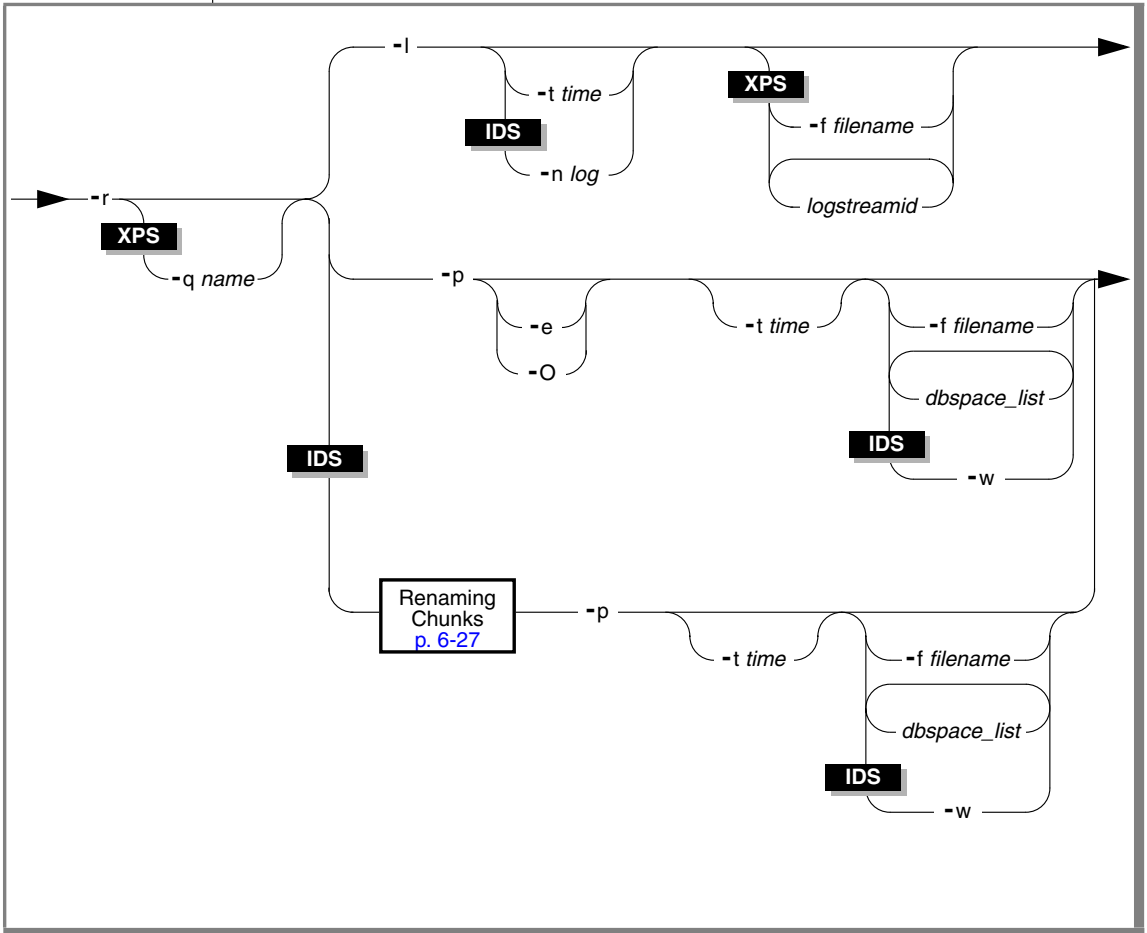 -l
-t time
IDS
-n log
XPS
-f filename
logstreamid
-r
XPS
-q name
-p
-e
-O
-t time
-f filename
dbspace_list
IDS
-w
IDS
Renaming
Chunks
p. 6-27
-p
-t time
-f filename
dbspace_list
IDS
-w